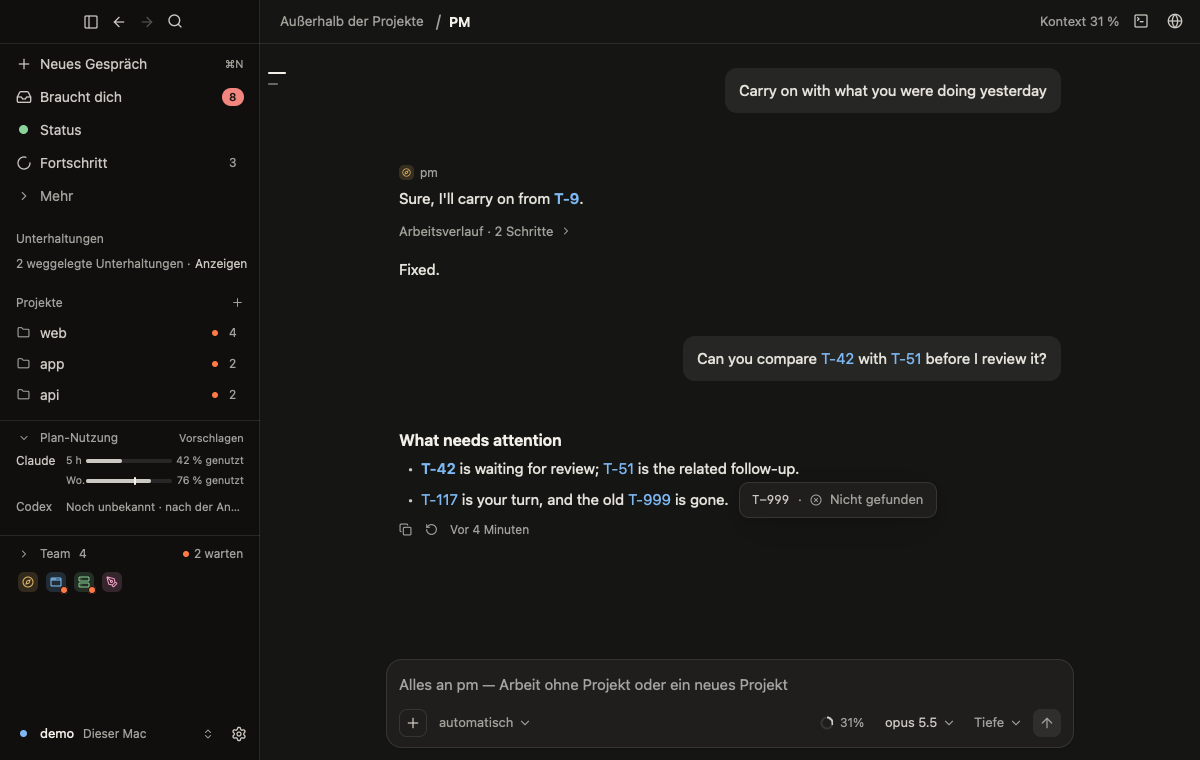 Außerhalb der Projekte / PM
Kontext 31 %
Neues Gespräch ⌘N
Braucht dich 8
Status
Fortschritt 3
Mehr
Unterhaltungen
2 weggelegte Unterhaltungen · Anzeigen
Projekte
web 4
app 2
api 2
Plan-Nutzung Vorschlagen
Claude 5 h 42 % genutzt
Wo. 76 % genutzt
Codex Noch unbekannt · nach der An…
Team 4 2 warten
demo Dieser Mac
Carry on with what you were doing yesterday
pm
Sure, I'll carry on from T-9.
Arbeitsverlauf · 2 Schritte
Fixed.
Can you compare T-42 with T-51 before I review it?
What needs attention
• T-42 is waiting for review; T-51 is the related follow-up.
• T-117 is your turn, and the old T-999 is gone.
T-999 · Nicht gefunden
Vor 4 Minuten
Alles an pm — Arbeit ohne Projekt oder ein neues Projekt
automatisch 31% opus 5.5 Tiefe